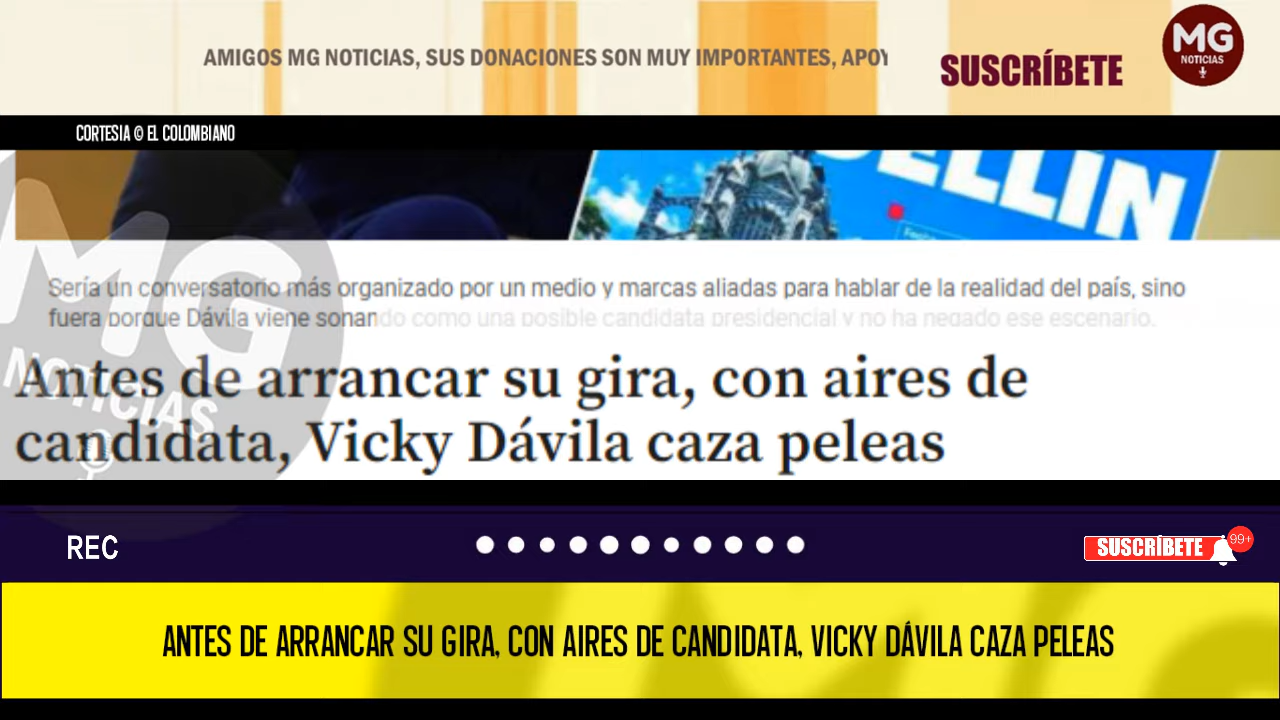 AMIGOS MG NOTICIAS, SUS DONACIONES SON MUY IMPORTANTES,
SUSCRÍBETE
MG
NOTICIAS
CORTESIA © EL COLOMBIANO
ELLIN
Sería un conversatorio más organizado por un medio y marcas aliadas para hablar de la realidad del país, sino
fuera porque Dávila viene sonando como una posible candidata presidencial y no ha negado ese escenario.
MG
NOTICIAS
Antes de arrancar su gira, con aires de
candidata, Vicky Dávila caza peleas
REC
SUSCRÍBETE
99+
ANTES DE ARRANCAR SU GIRA, CON AIRES DE CANDIDATA, VICKY DÁVILA CAZA PELEAS